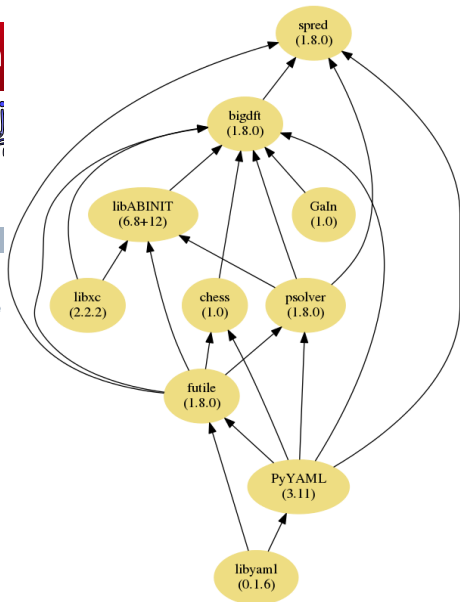 spred
(1.8.0)
bigdft
(1.8.0)
libABINIT
(6.8+12)
GaIn
(1.0)
libxc
(2.2.2)
chess
(1.0)
psolver
(1.8.0)
futile
(1.8.0)
PyYAML
(3.11)
libyaml
(0.1.6)